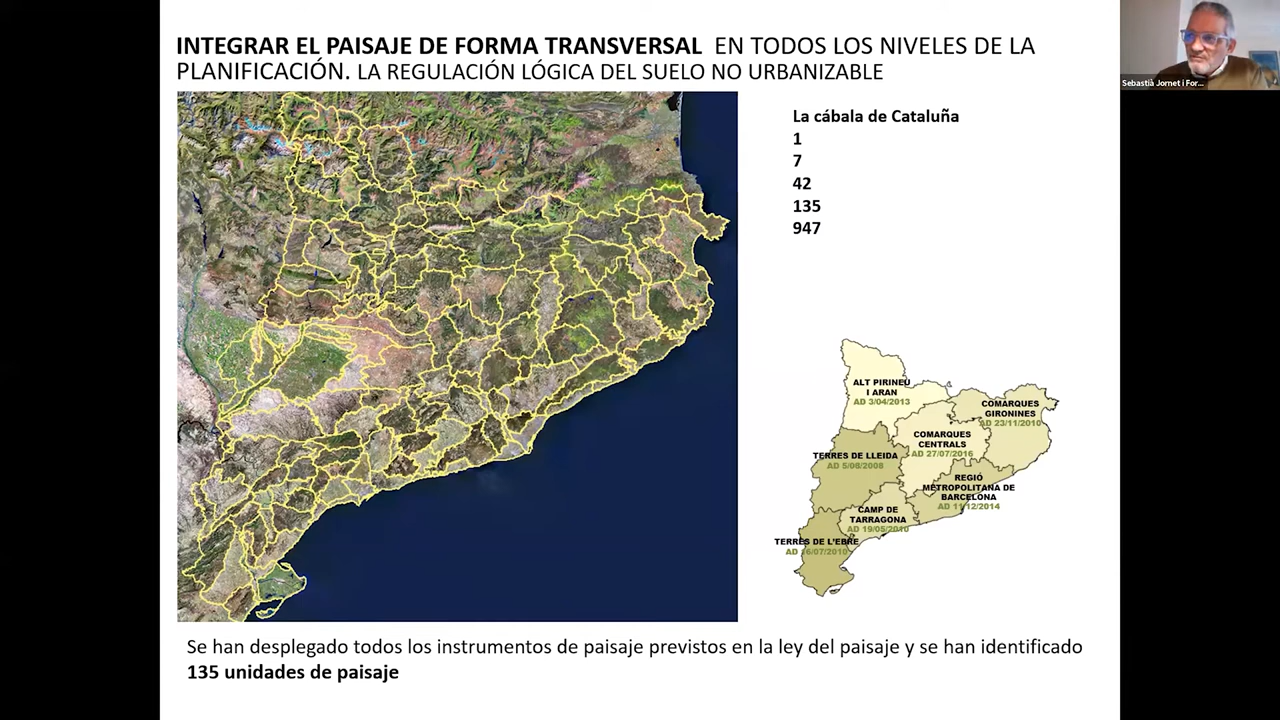 INTEGRAR EL PAISAJE DE FORMA TRANSVERSAL EN TODOS LOS NIVELES DE LA
PLANIFICACIÓN. LA REGULACIÓN LÓGICA DEL SUELO NO URBANIZABLE
Sebastià Jornet i For...
La cábala de Cataluña
1
7
42
135
947
ALT PIRINEU
I ARAN
AD 3/04/2013
COMARQUES
GIRONINES
AD 23/11/2010
COMARQUES
CENTRALS
AD 27/07/2016
TERRES DE LLEIDA
AD 5/08/2008
REGIÓ
METROPOLITANA DE
BARCELONA
AD 11/12/2014
CAMP DE
TARRAGONA
AD 19/05/2010
TERRES DE L'EBRE
AD 16/07/2010
Se han desplegado todos los instrumentos de paisaje previstos en la ley del paisaje y se han identificado
135 unidades de paisaje